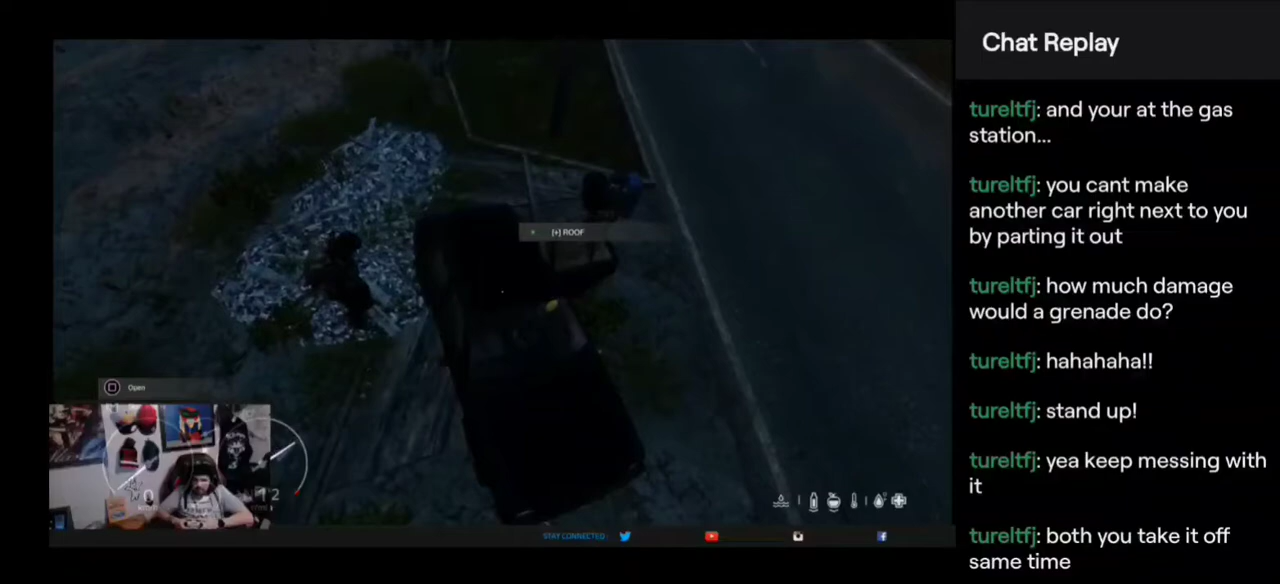 Chat Replay
tureltfj: and your at the gas
station...
tureltfj: you cant make
another car right next to you
by parting it out
tureltfj: how much damage
would a grenade do?
tureltfj: hahahaha!!
tureltfj: stand up!
tureltfj: yea keep messing with
it
tureltfj: both you take it off
same time
[+] ROOF
Open
0
12
STAY CONNECTED :